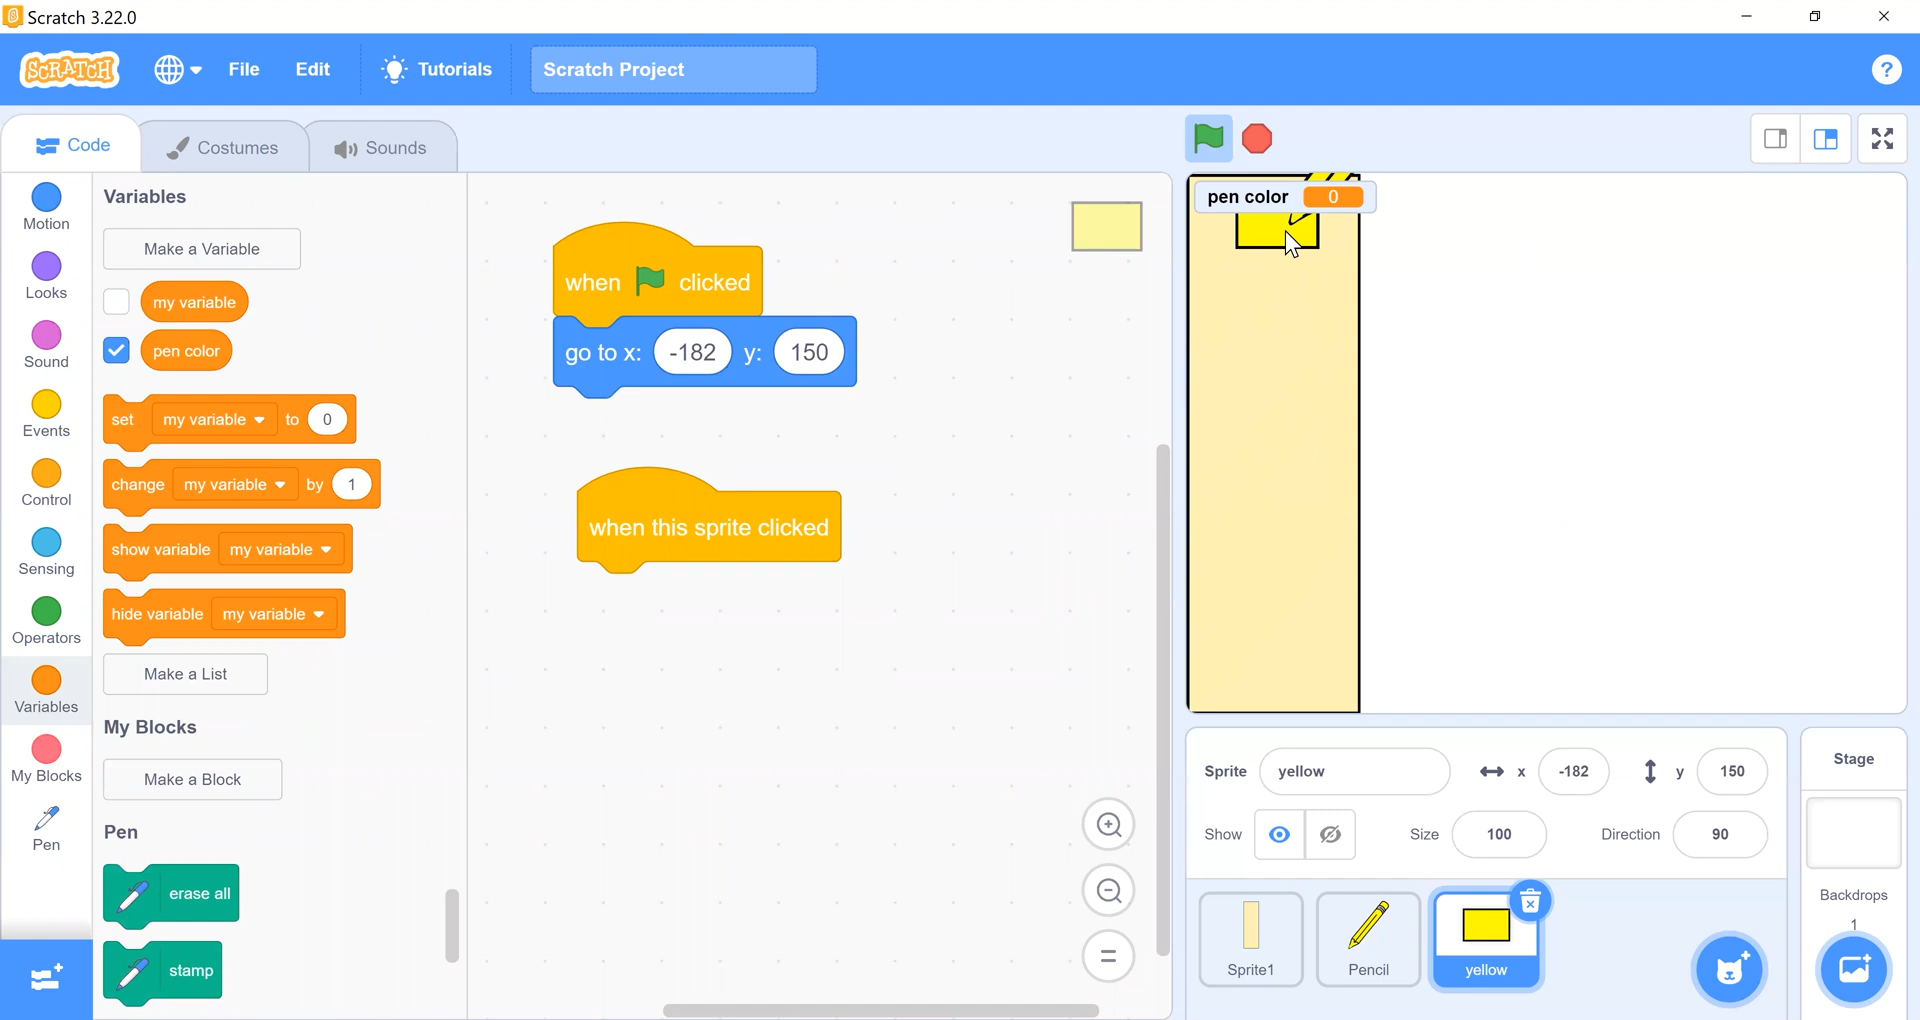 Scratch 3.22.0
SCRATCH File Edit Tutorials Scratch Project ?
Code Costumes Sounds
Motion
Looks
Sound
Events
Control
Sensing
Operators
Variables
My Blocks
Pen
Variables
Make a Variable
my variable
pen color
set my variable to 0
change my variable by 1
show variable my variable
hide variable my variable
Make a List
My Blocks
Make a Block
Pen
erase all
stamp
when clicked
go to x: -182 y: 150
when this sprite clicked
pen color 0
Sprite yellow x -182 y 150
Show Size 100 Direction 90
Sprite1 Pencil yellow
Stage
Backdrops
1